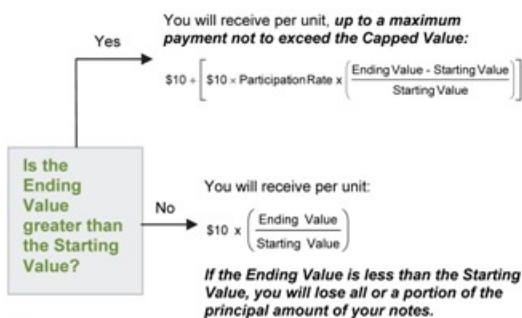 You will receive per unit, up to a maximum
payment not to exceed the Capped Value:
Yes
$10 + [ $10 × Participation Rate x ( Ending Value - Starting Value
Starting Value ) ]
Is the
Ending
Value
greater than
the Starting
Value?
No
You will receive per unit:
$10 x ( Ending Value
Starting Value )
If the Ending Value is less than the Starting
Value, you will lose all or a portion of the
principal amount of your notes.